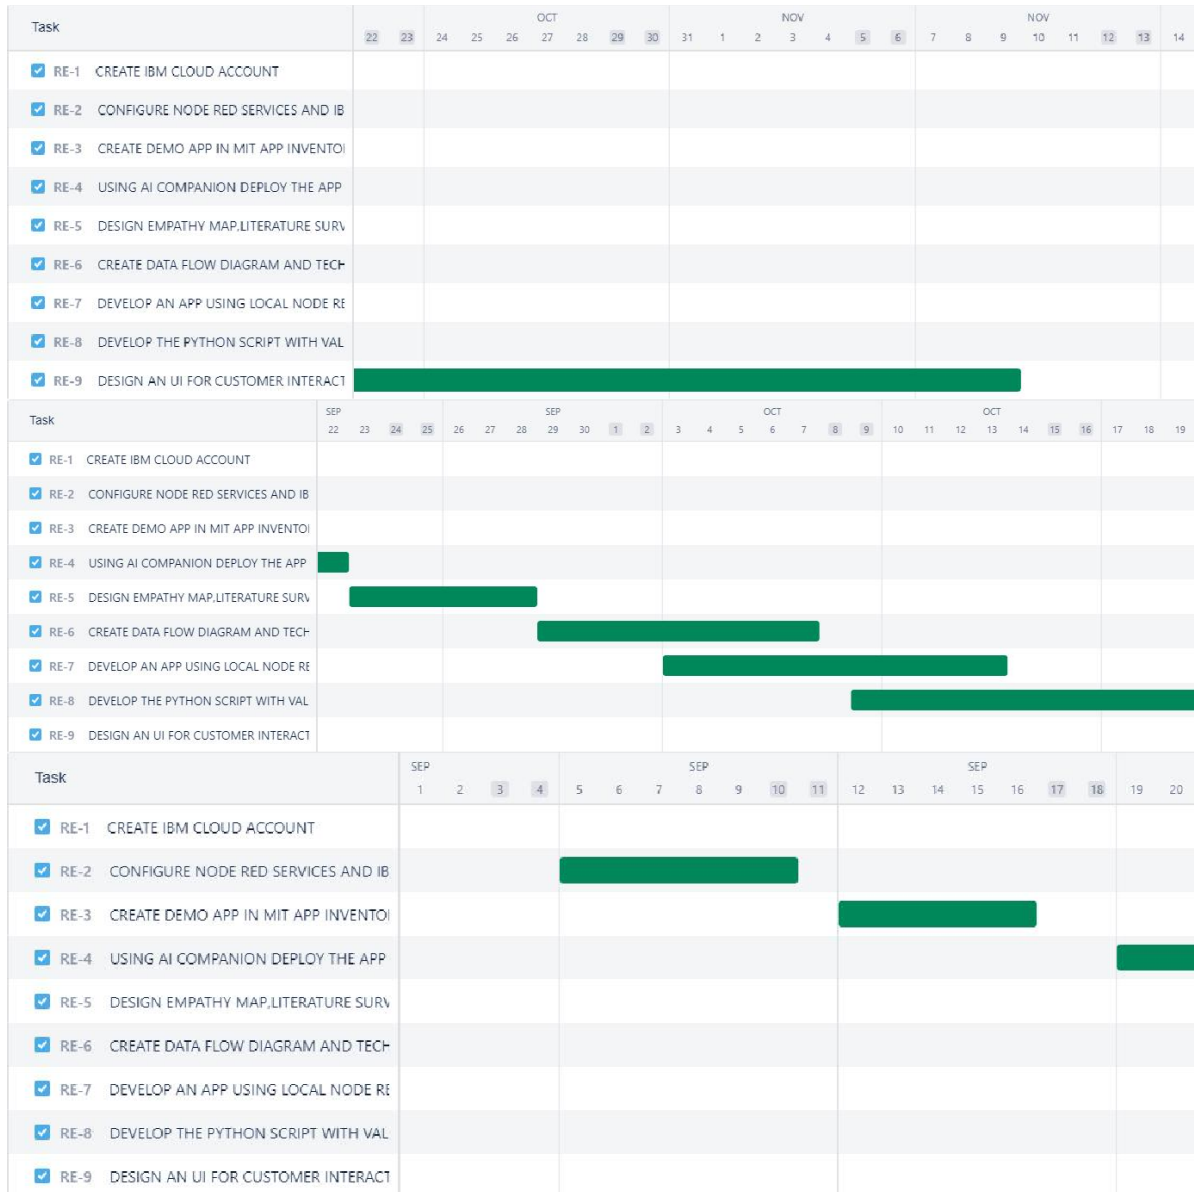 Task
OCT NOV NOV
22 23 24 25 26 27 28 29 30 31 1 2 3 4 5 6 7 8 9 10 11 12 13 14
RE-1 CREATE IBM CLOUD ACCOUNT
RE-2 CONFIGURE NODE RED SERVICES AND IB
RE-3 CREATE DEMO APP IN MIT APP INVENTO
RE-4 USING AI COMPANION DEPLOY THE APP
RE-5 DESIGN EMPATHY MAP,LITERATURE SURV
RE-6 CREATE DATA FLOW DIAGRAM AND TECH
RE-7 DEVELOP AN APP USING LOCAL NODE RE
RE-8 DEVELOP THE PYTHON SCRIPT WITH VAL
RE-9 DESIGN AN UI FOR CUSTOMER INTERACT
Task
SEP SEP OCT OCT
22 23 24 25 26 27 28 29 30 1 2 3 4 5 6 7 8 9 10 11 12 13 14 15 16 17 18 19
RE-1 CREATE IBM CLOUD ACCOUNT
RE-2 CONFIGURE NODE RED SERVICES AND IB
RE-3 CREATE DEMO APP IN MIT APP INVENTO
RE-4 USING AI COMPANION DEPLOY THE APP
RE-5 DESIGN EMPATHY MAP,LITERATURE SURV
RE-6 CREATE DATA FLOW DIAGRAM AND TECH
RE-7 DEVELOP AN APP USING LOCAL NODE RE
RE-8 DEVELOP THE PYTHON SCRIPT WITH VAL
RE-9 DESIGN AN UI FOR CUSTOMER INTERACT
Task
SEP SEP SEP
1 2 3 4 5 6 7 8 9 10 11 12 13 14 15 16 17 18 19 20
RE-1 CREATE IBM CLOUD ACCOUNT
RE-2 CONFIGURE NODE RED SERVICES AND IB
RE-3 CREATE DEMO APP IN MIT APP INVENTO
RE-4 USING AI COMPANION DEPLOY THE APP
RE-5 DESIGN EMPATHY MAP,LITERATURE SURV
RE-6 CREATE DATA FLOW DIAGRAM AND TECH
RE-7 DEVELOP AN APP USING LOCAL NODE RE
RE-8 DEVELOP THE PYTHON SCRIPT WITH VAL
RE-9 DESIGN AN UI FOR CUSTOMER INTERACT